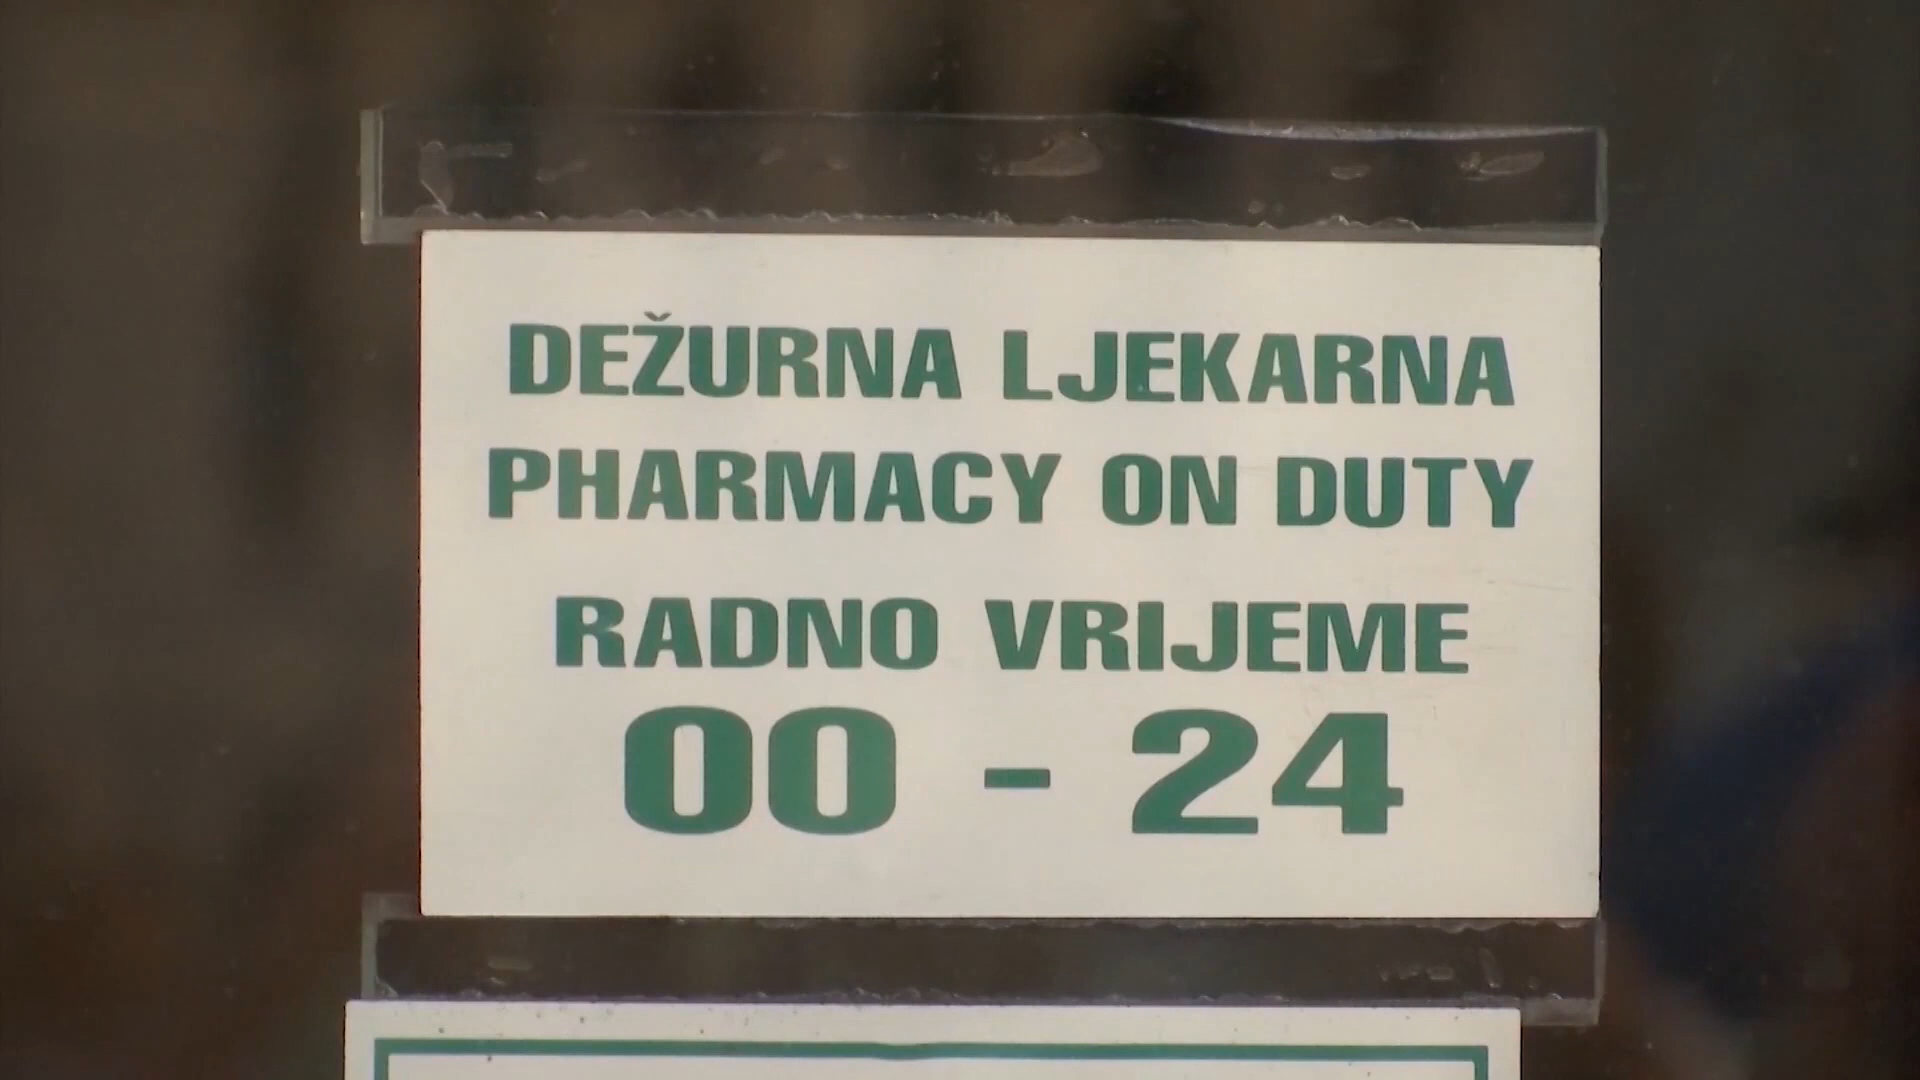 DEŽURNA LJEKARNA
PHARMACY ON DUTY
RADNO VRIJEME
00 - 24